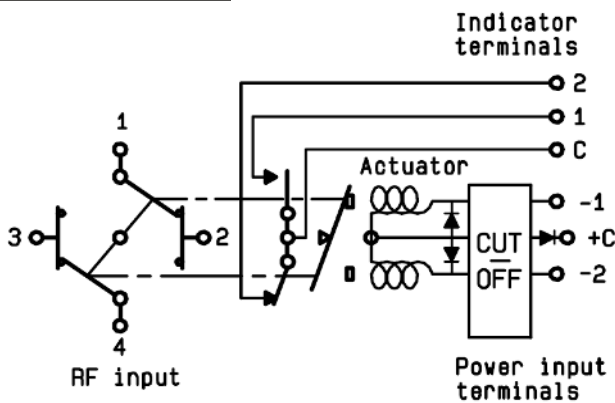 Indicator
terminals
2
1
C
1
Actuator
3
2
-1
CUT
+C
OFF
-2
4
RF input
Power input
terminals